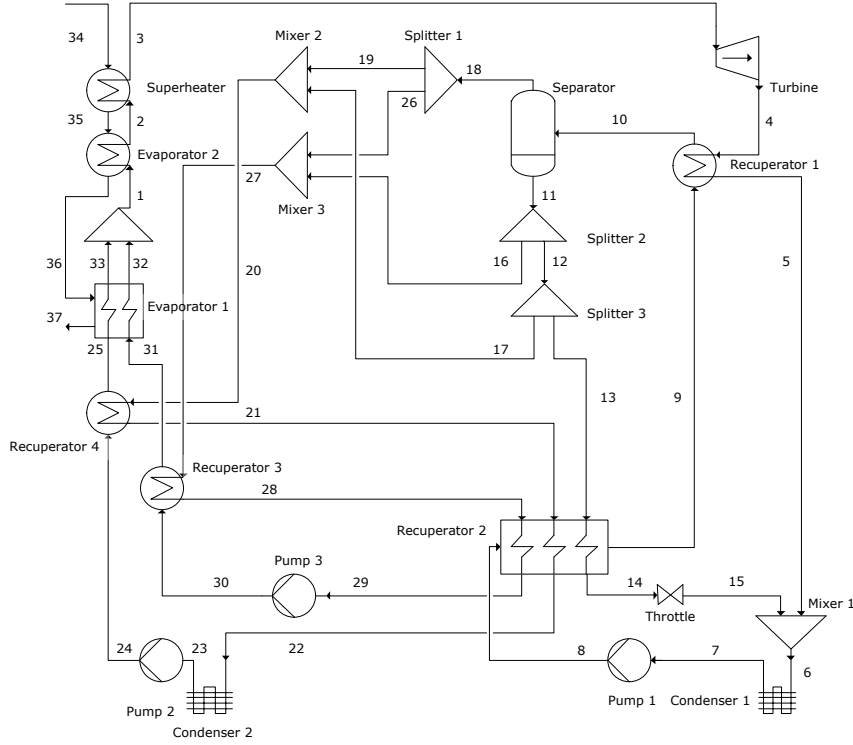 34
3
Mixer 2
19
Splitter 1
18
Separator
Turbine
Superheater
26
10
4
35
2
Evaporator 2
Recuperator 1
27
Mixer 3
11
1
Splitter 2
36
33
32
20
16
12
5
Evaporator 1
Splitter 3
37
25
31
17
13
9
21
Recuperator 4
Recuperator 3
28
Recuperator 2
Pump 3
30
29
14
15
Throttle
Mixer 1
24
23
22
8
7
6
Pump 2
Pump 1
Condenser 1
Condenser 2